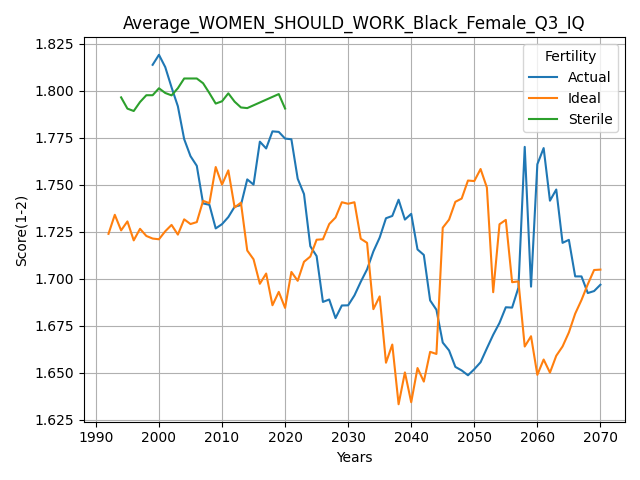 Average_WOMEN_SHOULD_WORK_Black_Female_Q3_IQ
Fertility
Actual
Ideal
Sterile
Score(1-2)
1.825
1.800
1.775
1.750
1.725
1.700
1.675
1.650
1.625
1990 2000 2010 2020 2030 2040 2050 2060 2070
Years